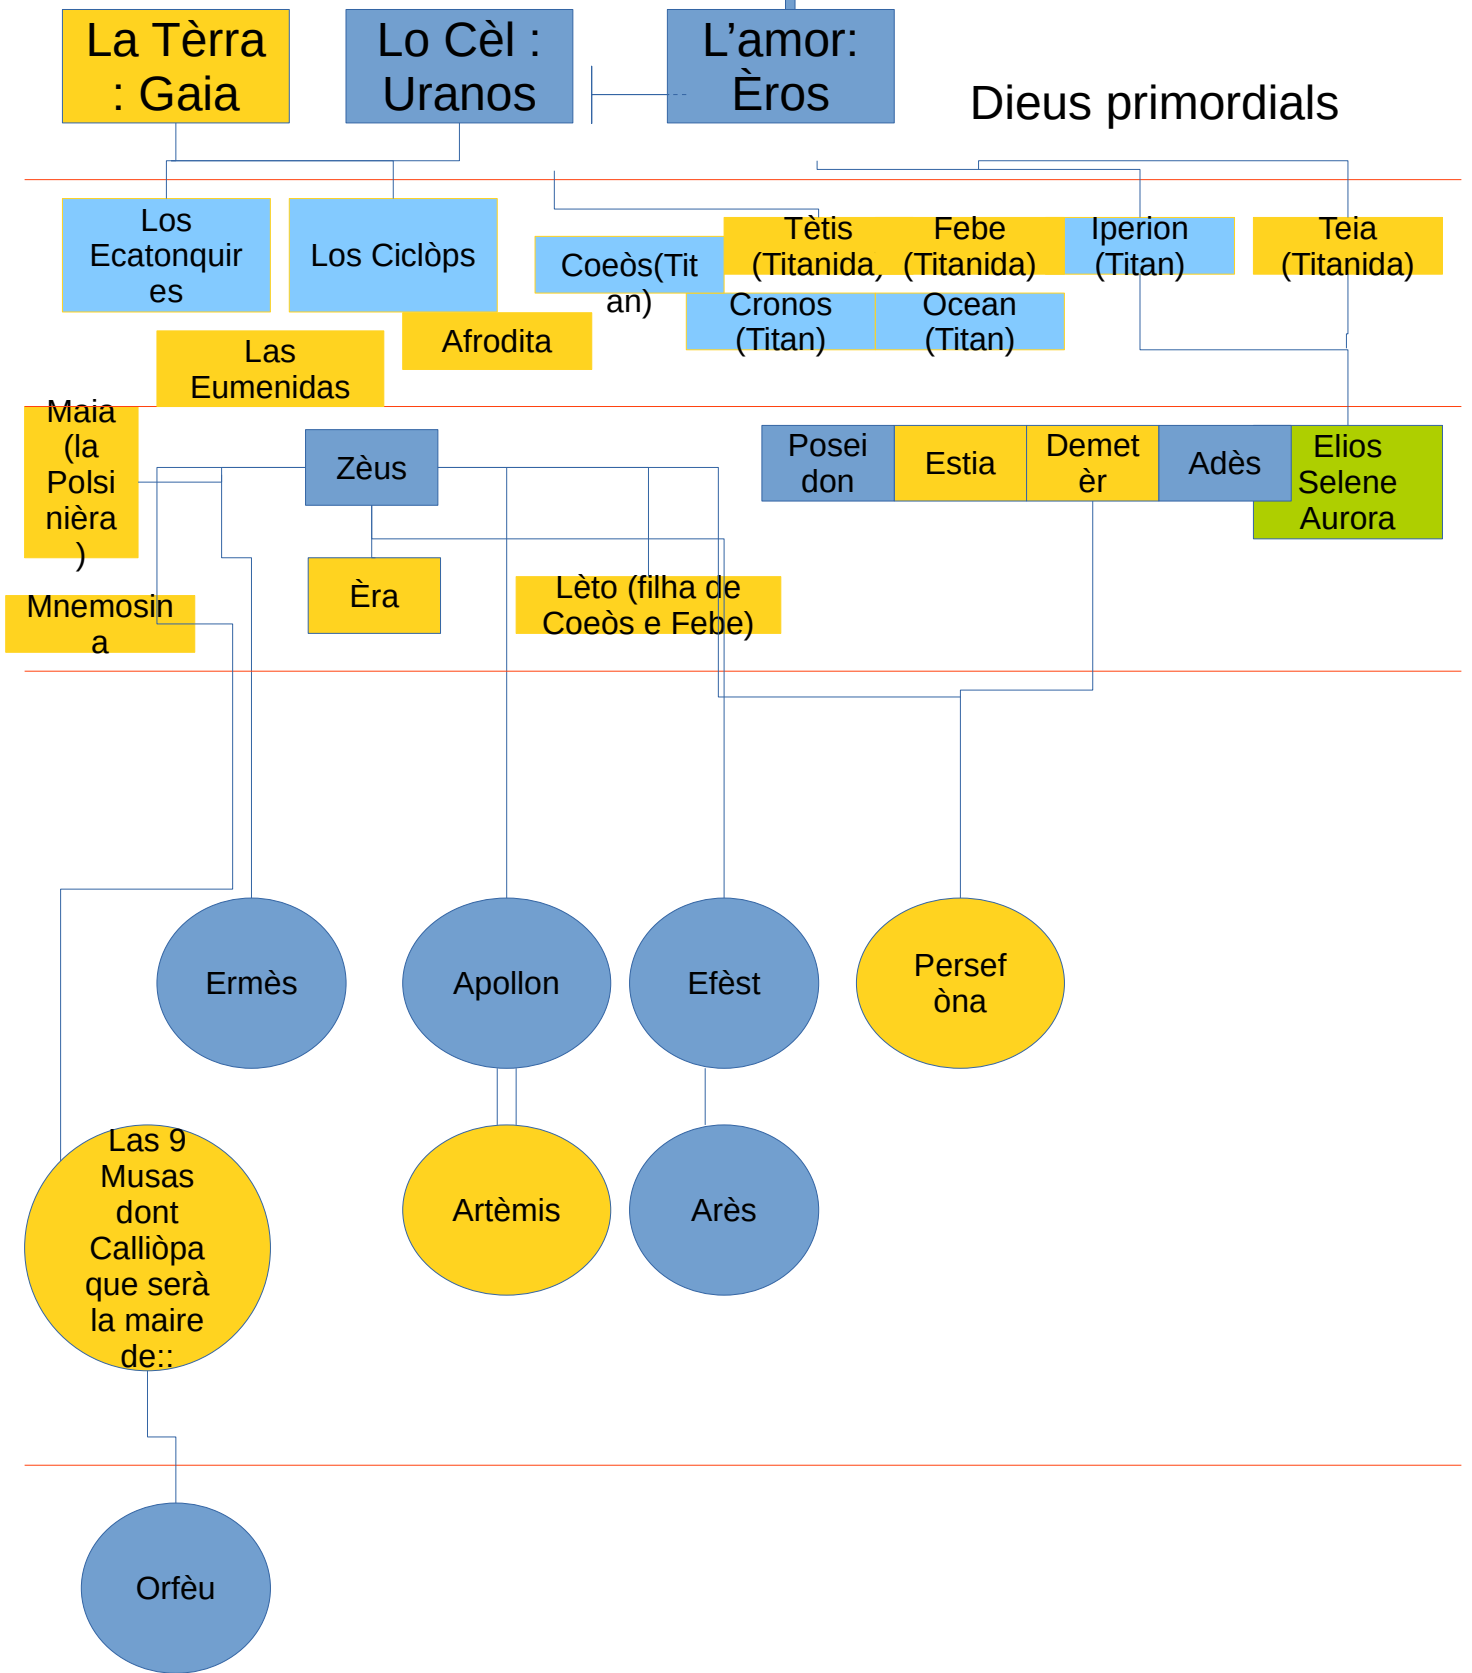 La Tèrra
: Gaia
Lo Cèl :
Uranos
L’amor:
Èros
Dieus primordials
Los
Ecatonquir
es
Los Ciclòps
Coeòs(Tit
an)
Tètis
(Titanida)
Febe
(Titanida)
Iperion
(Titan)
Teia
(Titanida)
Cronos
(Titan)
Ocean
(Titan)
Afrodita
Las
Eumenidas
Maia
(la
Polsi
nièra
)
Zèus
Posei
don
Estia
Demet
èr
Adès
Elios
Selene
Aurora
Mnemosin
a
Èra
Lèto (filha de
Coeòs e Febe)
Ermès
Apollon
Efèst
Persef
òna
Las 9
Musas
dont
Calliòpa
que serà
la maire
de::
Artèmis
Arès
Orfèu